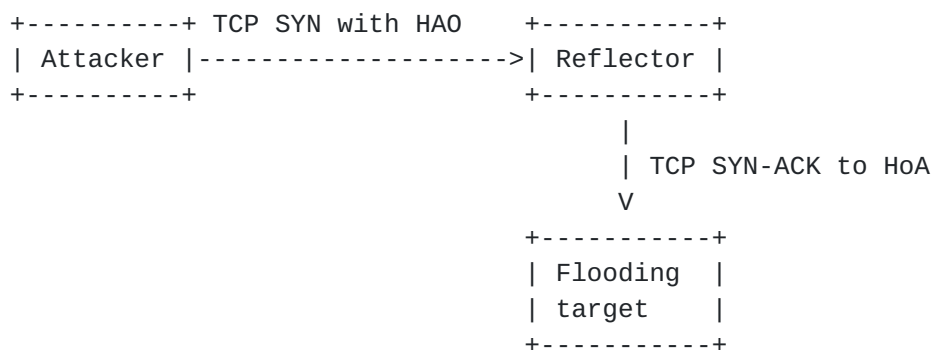 +----------+ TCP SYN with HAO    +-----------+
| Attacker |-------------------->| Reflector |
+----------+                     +-----------+
                                       |
                                       | TCP SYN-ACK to HoA
                                       V
                                 +-----------+
                                 | Flooding  |
                                 | target    |
                                 +-----------+